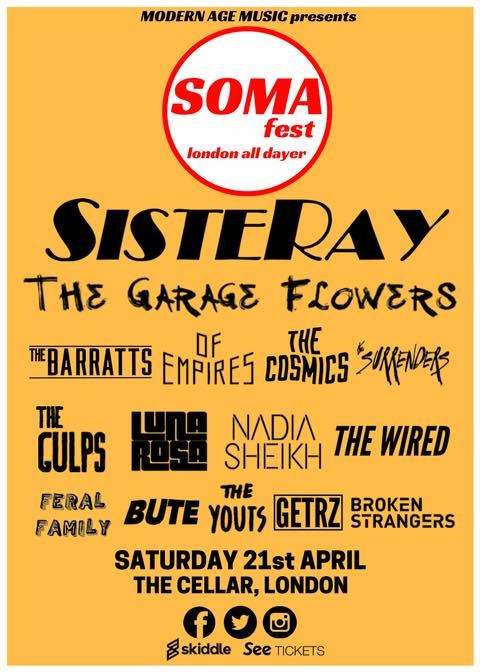 MODERN AGE MUSIC presents
SOMA
fest
london all dayer
SISTERAY
THE GARAGE FLOWERS
THE BARRATTS
OF EMPIRES
THE COSMICS
THE SURRENDERS
THE GULPS
LUNA ROSA
NADIA SHEIKH
THE WIRED
FERAL FAMILY
BUTE
THE YOUTS
GETRZ
BROKEN STRANGERS
SATURDAY 21st APRIL
THE CELLAR, LONDON
skiddle See TICKETS